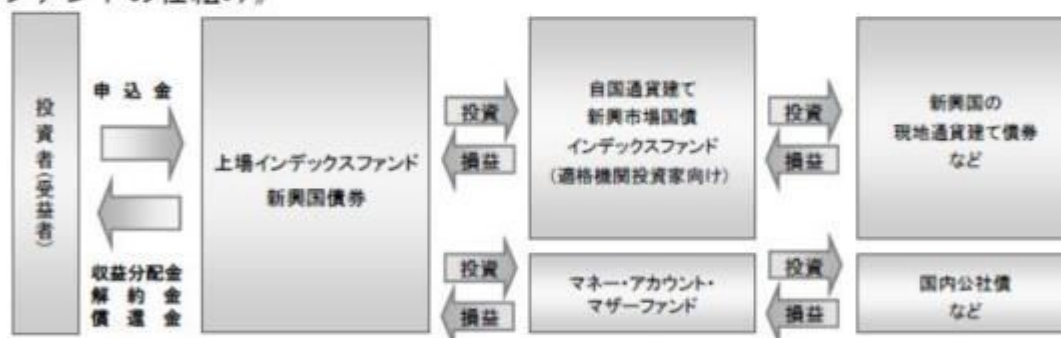 投資者(受益者)
申込金
収益分配金
解約金
償還金
上場インデックスファンド
新興国債券
投資
損益
自国通貨建て
新興市場国債
インデックスファンド
(適格機関投資家向け)
投資
損益
新興国の
現地通貨建て債券
など
投資
損益
マネー・アカウント・
マザーファンド
投資
損益
国内公社債
など